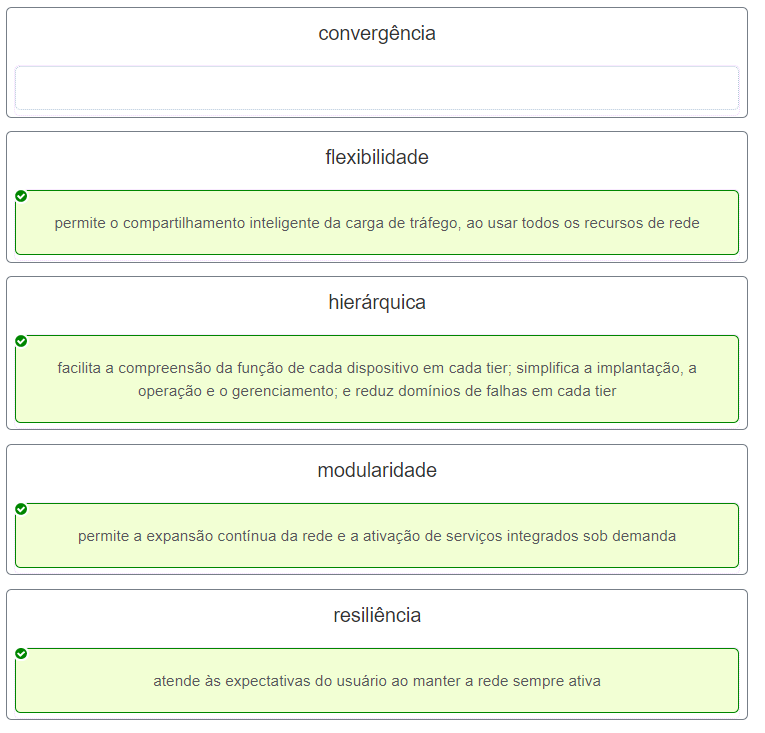 convergência
flexibilidade
permite o compartilhamento inteligente da carga de tráfego, ao usar todos os recursos de rede
hierárquica
facilita a compreensão da função de cada dispositivo em cada tier; simplifica a implantação, a
operação e o gerenciamento; e reduz domínios de falhas em cada tier
modularidade
permite a expansão contínua da rede e a ativação de serviços integrados sob demanda
resiliência
atende às expectativas do usuário ao manter a rede sempre ativa